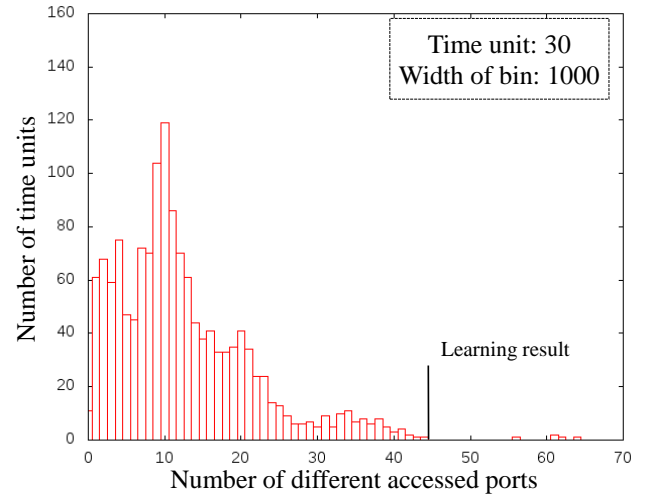 160
140
120
100
80
60
40
20
0
Number of time units
Time unit: 30
Width of bin: 1000
Learning result
0 10 20 30 40 50 60 70
Number of different accessed ports